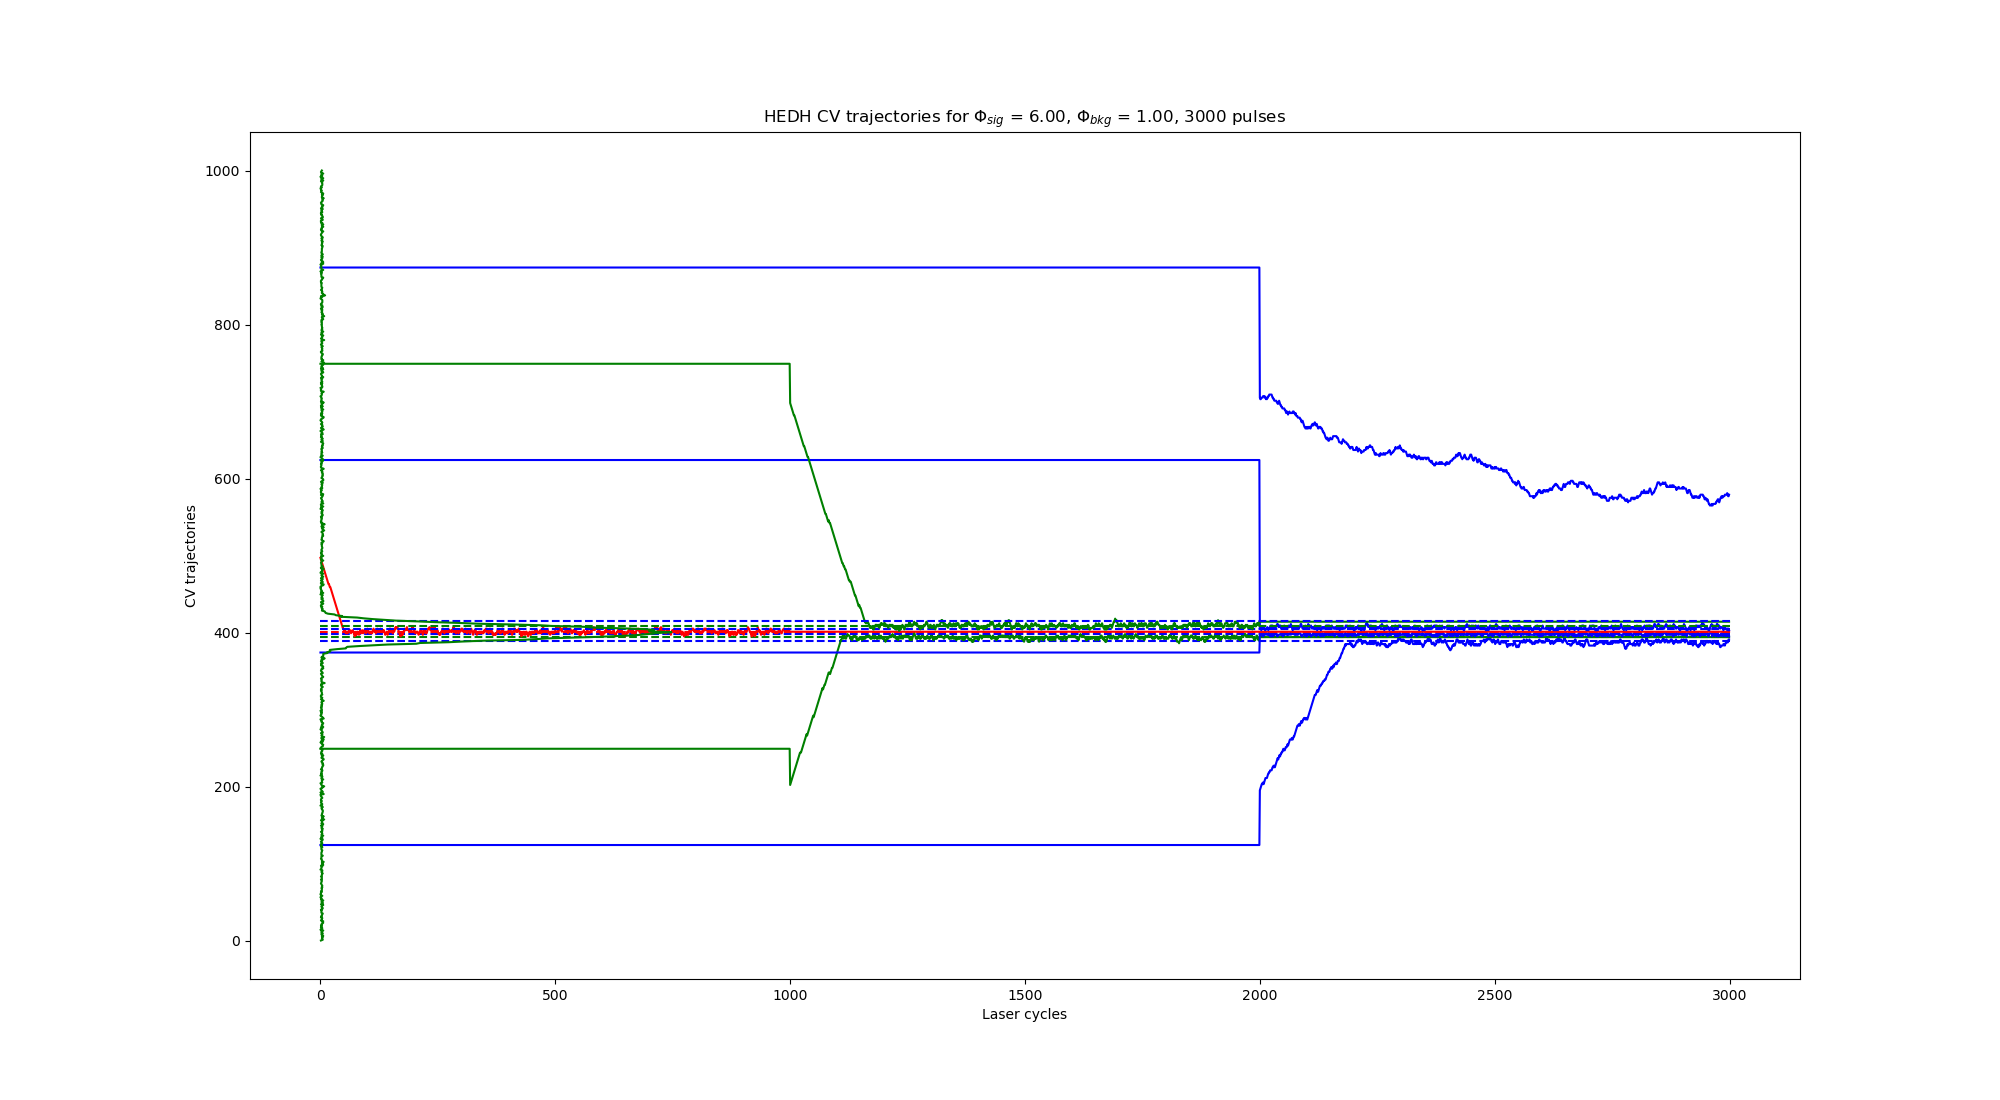 HEDH CV trajectories for Φsig = 6.00, Φbkg = 1.00, 3000 pulses
1000
800
600
400
200
0
CV trajectories
0 500 1000 1500 2000 2500 3000
Laser cycles